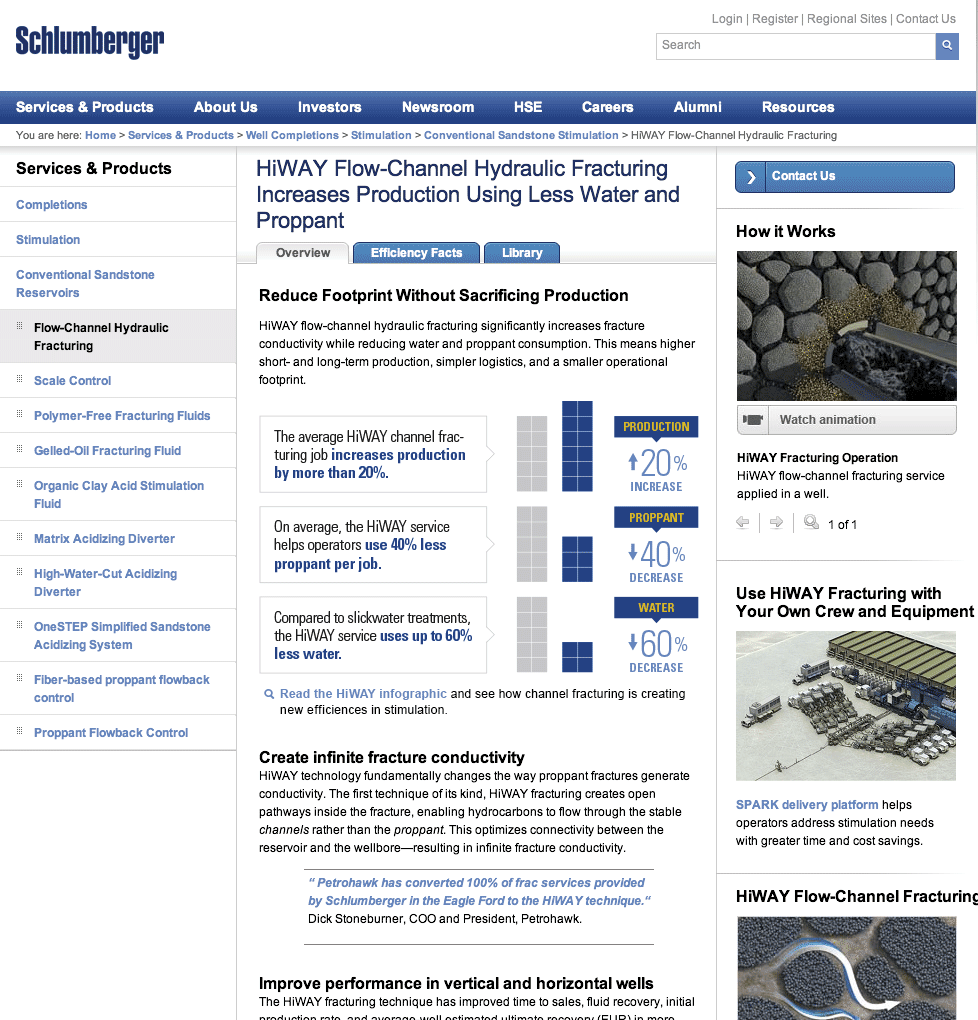 Schlumberger
Login | Register | Regional Sites | Contact Us
Search
Services & Products
About Us
Investors
Newsroom
HSE
Careers
Alumni
Resources
You are here: Home > Services & Products > Well Completions > Stimulation > Conventional Sandstone Stimulation > HiWAY Flow-Channel Hydraulic Fracturing
Services & Products
Completions
Stimulation
Conventional Sandstone
Reservoirs
Flow-Channel Hydraulic
Fracturing
Scale Control
Polymer-Free Fracturing Fluids
Gelled-Oil Fracturing Fluid
Organic Clay Acid Stimulation
Fluid
Matrix Acidizing Diverter
High-Water-Cut Acidizing
Diverter
OneSTEP Simplified Sandstone
Acidizing System
Fiber-based proppant flowback
control
Proppant Flowback Control
HiWAY Flow-Channel Hydraulic Fracturing
Increases Production Using Less Water and
Proppant
Overview
Efficiency Facts
Library
Reduce Footprint Without Sacrificing Production
HiWAY flow-channel hydraulic fracturing significantly increases fracture
conductivity while reducing water and proppant consumption. This means higher
short- and long-term production, simpler logistics, and a smaller operational
footprint.
The average HiWAY channel frac-
turing job increases production
by more than 20%.
PRODUCTION
20%
INCREASE
On average, the HiWAY service
helps operators use 40% less
proppant per job.
PROPPANT
40%
DECREASE
Compared to slickwater treatments,
the HiWAY service uses up to 60%
less water.
WATER
60%
DECREASE
Read the HiWAY infographic and see how channel fracturing is creating
new efficiences in stimulation.
Create infinite fracture conductivity
HiWAY technology fundamentally changes the way proppant fractures generate
conductivity. The first technique of its kind, HiWAY fracturing creates open
pathways inside the fracture, enabling hydrocarbons to flow through the stable
channels rather than the proppant. This optimizes connectivity between the
reservoir and the wellbore—resulting in infinite fracture conductivity.
“ Petrohawk has converted 100% of frac services provided
by Schlumberger in the Eagle Ford to the HiWAY technique.“
Dick Stoneburner, COO and President, Petrohawk.
Improve performance in vertical and horizontal wells
The HiWAY fracturing technique has improved time to sales, fluid recovery, initial
production rate, and average well estimated ultimate recovery (EUR) in more
Contact Us
How it Works
Watch animation
HiWAY Fracturing Operation
HiWAY flow-channel fracturing service
applied in a well.
1 of 1
Use HiWAY Fracturing with
Your Own Crew and Equipment
SPARK delivery platform helps
operators address stimulation needs
with greater time and cost savings.
HiWAY Flow-Channel Fracturing